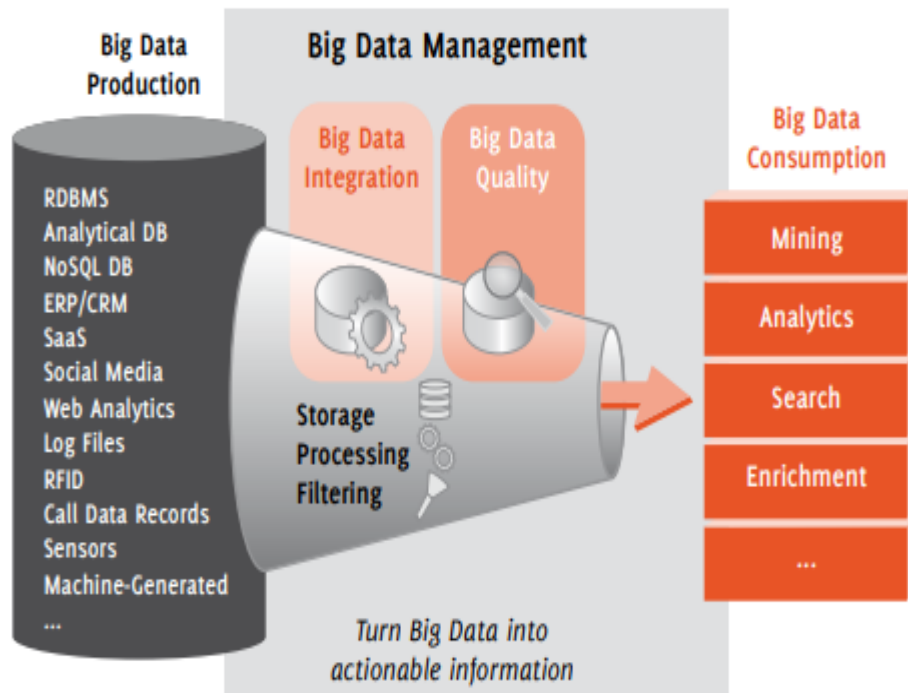 Big Data
Production
RDBMS
Analytical DB
NoSQL DB
ERP/CRM
SaaS
Social Media
Web Analytics
Log Files
RFID
Call Data Records
Sensors
Machine-Generated
...
Big Data Management
Big Data
Integration
Big Data
Quality
Storage
Processing
Filtering
Turn Big Data into
actionable information
Big Data
Consumption
Mining
Analytics
Search
Enrichment
...